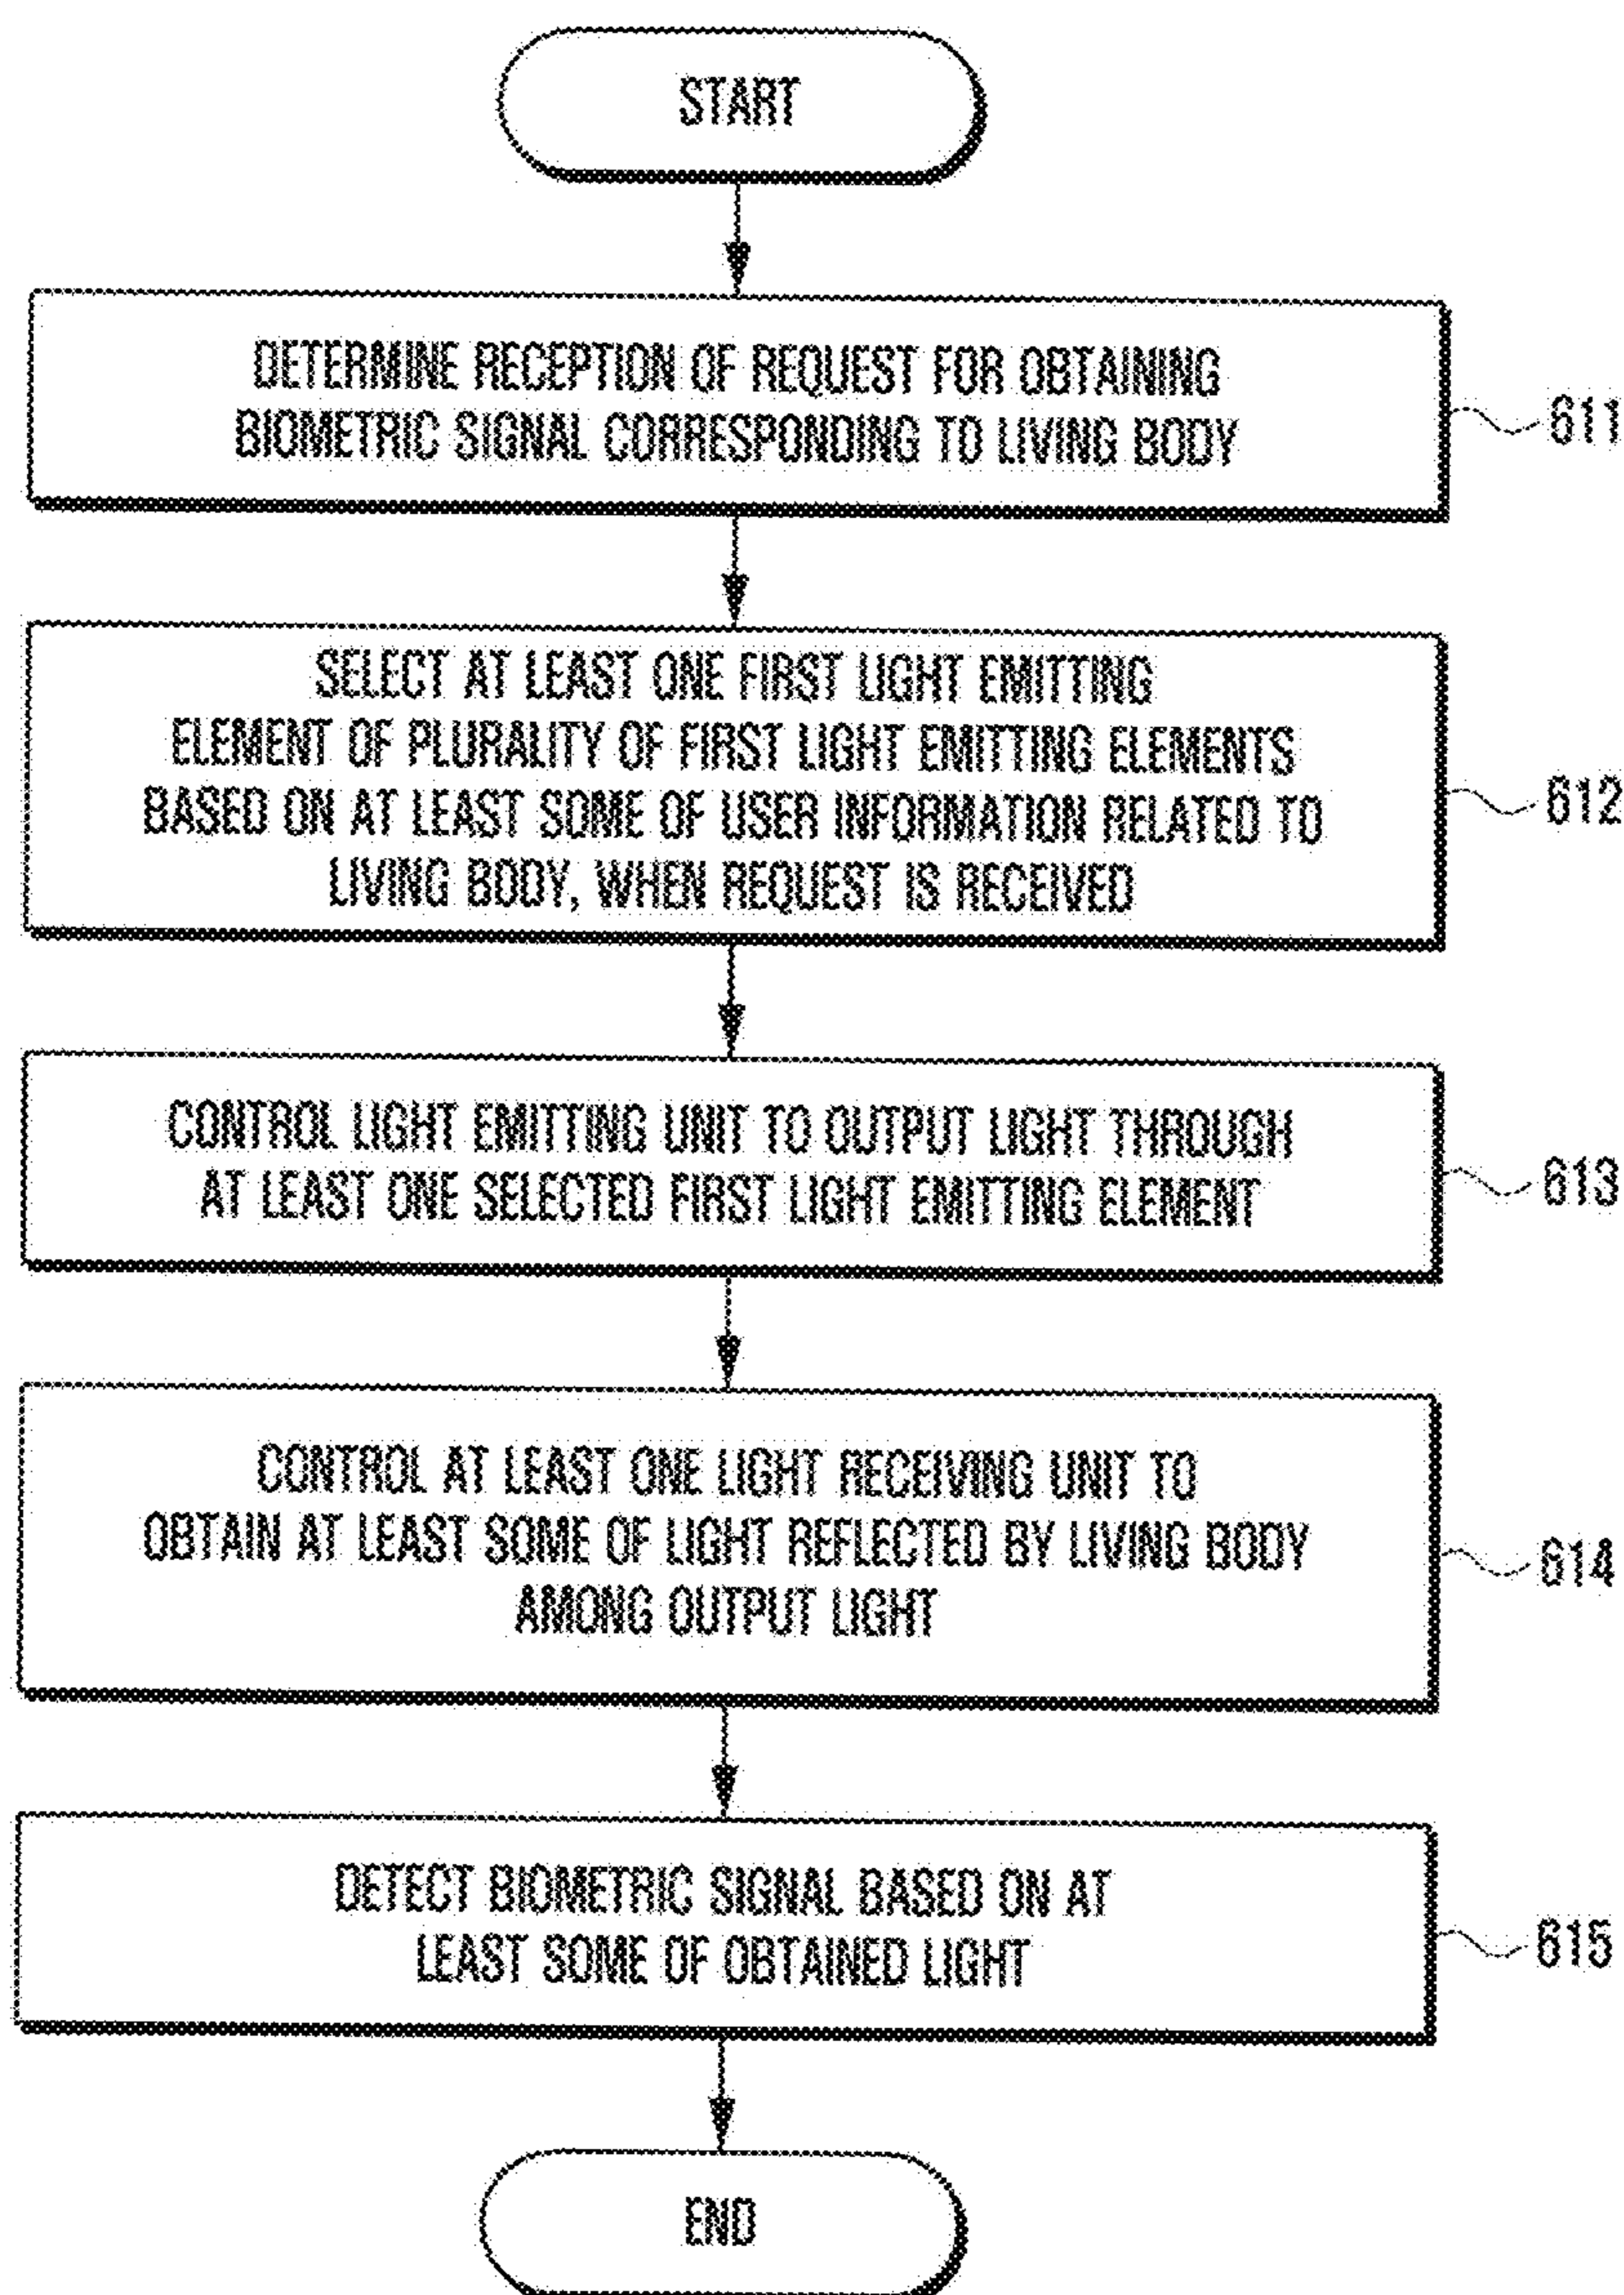 START
DETERMINE RECEPTION OF REQUEST FOR OBTAINING
BIOMETRIC SIGNAL CORRESPONDING TO LIVING BODY
611
SELECT AT LEAST ONE FIRST LIGHT EMITTING
ELEMENT OF PLURALITY OF FIRST LIGHT EMITTING ELEMENTS
BASED ON AT LEAST SOME OF USER INFORMATION RELATED TO
LIVING BODY, WHEN REQUEST IS RECEIVED
612
CONTROL LIGHT EMITTING UNIT TO OUTPUT LIGHT THROUGH
AT LEAST ONE SELECTED FIRST LIGHT EMITTING ELEMENT
613
CONTROL AT LEAST ONE LIGHT RECEIVING UNIT TO
OBTAIN AT LEAST SOME OF LIGHT REFLECTED BY LIVING BODY
AMONG OUTPUT LIGHT
614
DETECT BIOMETRIC SIGNAL BASED ON AT
LEAST SOME OF OBTAINED LIGHT
615
END